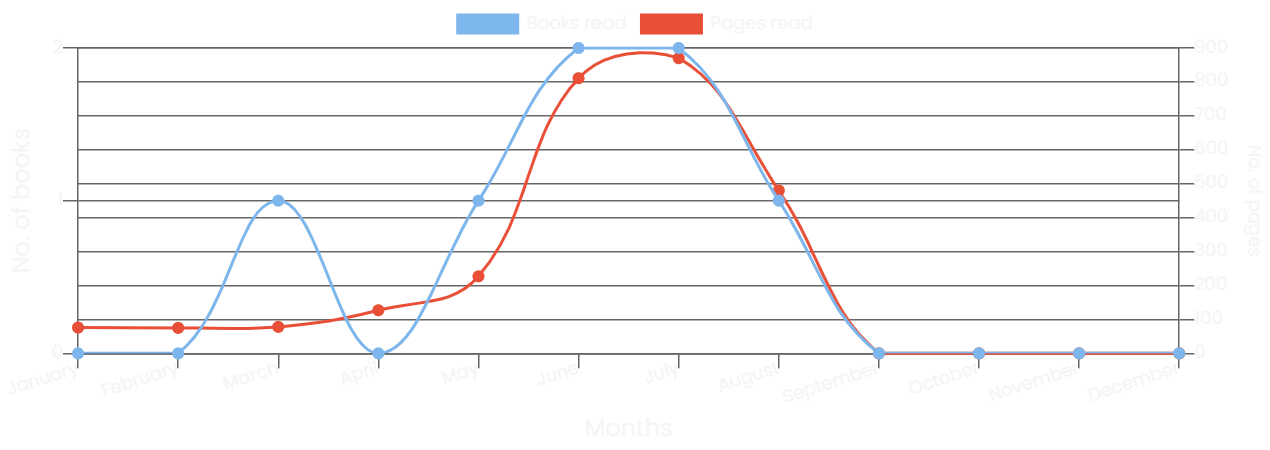 Books read Pages read
2
1
0
No. of books
900
800
700
600
500
400
300
200
100
0
No. of pages
January February March April May June July August September October November December
Months